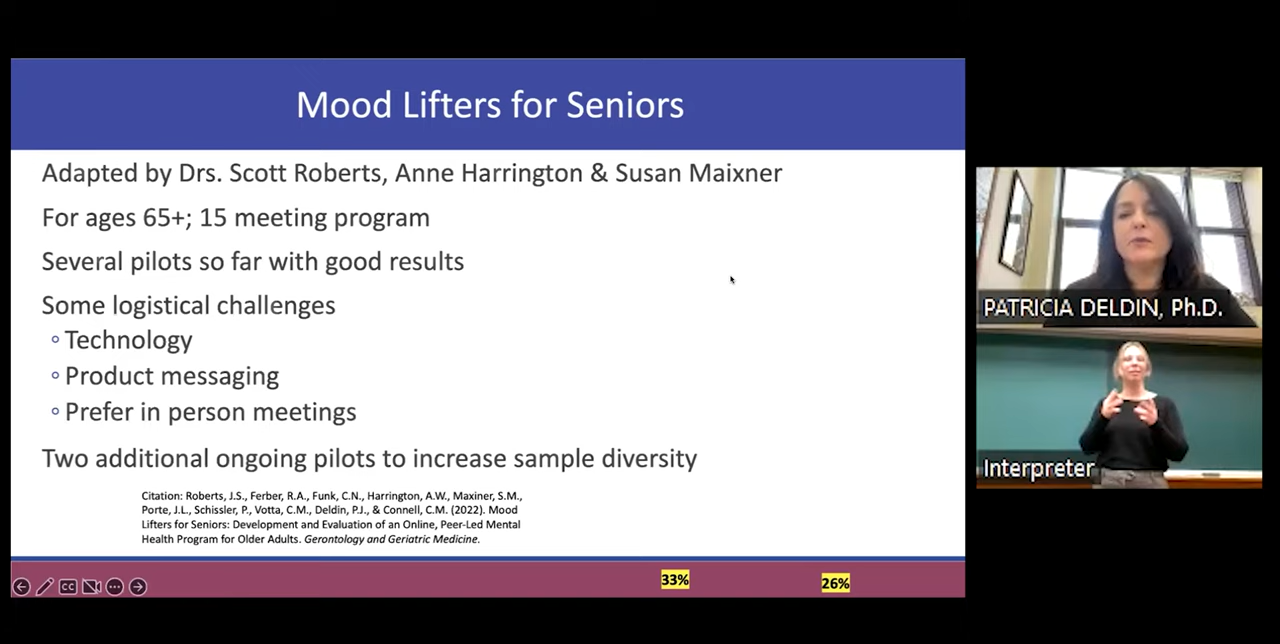 Mood Lifters for Seniors
Adapted by Drs. Scott Roberts, Anne Harrington & Susan Maixner
For ages 65+; 15 meeting program
Several pilots so far with good results
Some logistical challenges
Technology
Product messaging
Prefer in person meetings
Two additional ongoing pilots to increase sample diversity
Citation: Roberts, J.S., Ferber, R.A., Funk, C.N., Harrington, A.W., Maxiner, S.M.,
Porte, J.L., Schissler, P., Votta, C.M., Deldin, P.J., & Connell, C.M. (2022). Mood
Lifters for Seniors: Development and Evaluation of an Online, Peer-Led Mental
Health Program for Older Adults. Gerontology and Geriatric Medicine.
CC
33%
26%
PATRICIA DELDIN, Ph.D.
Interpreter